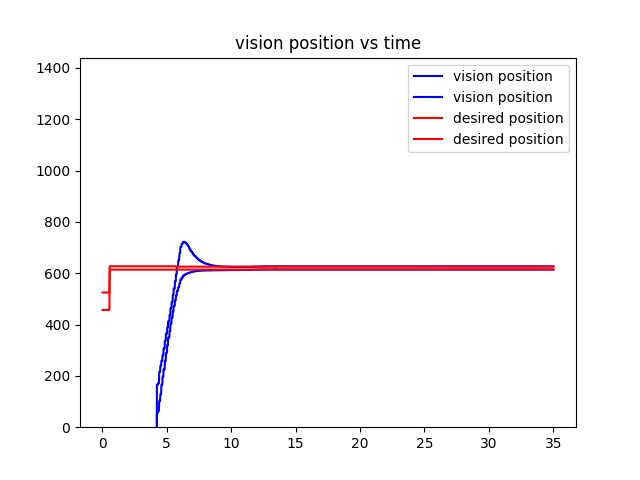 vision position vs time
1400
1200
1000
800
600
400
200
0
vision position
vision position
desired position
desired position
0 5 10 15 20 25 30 35